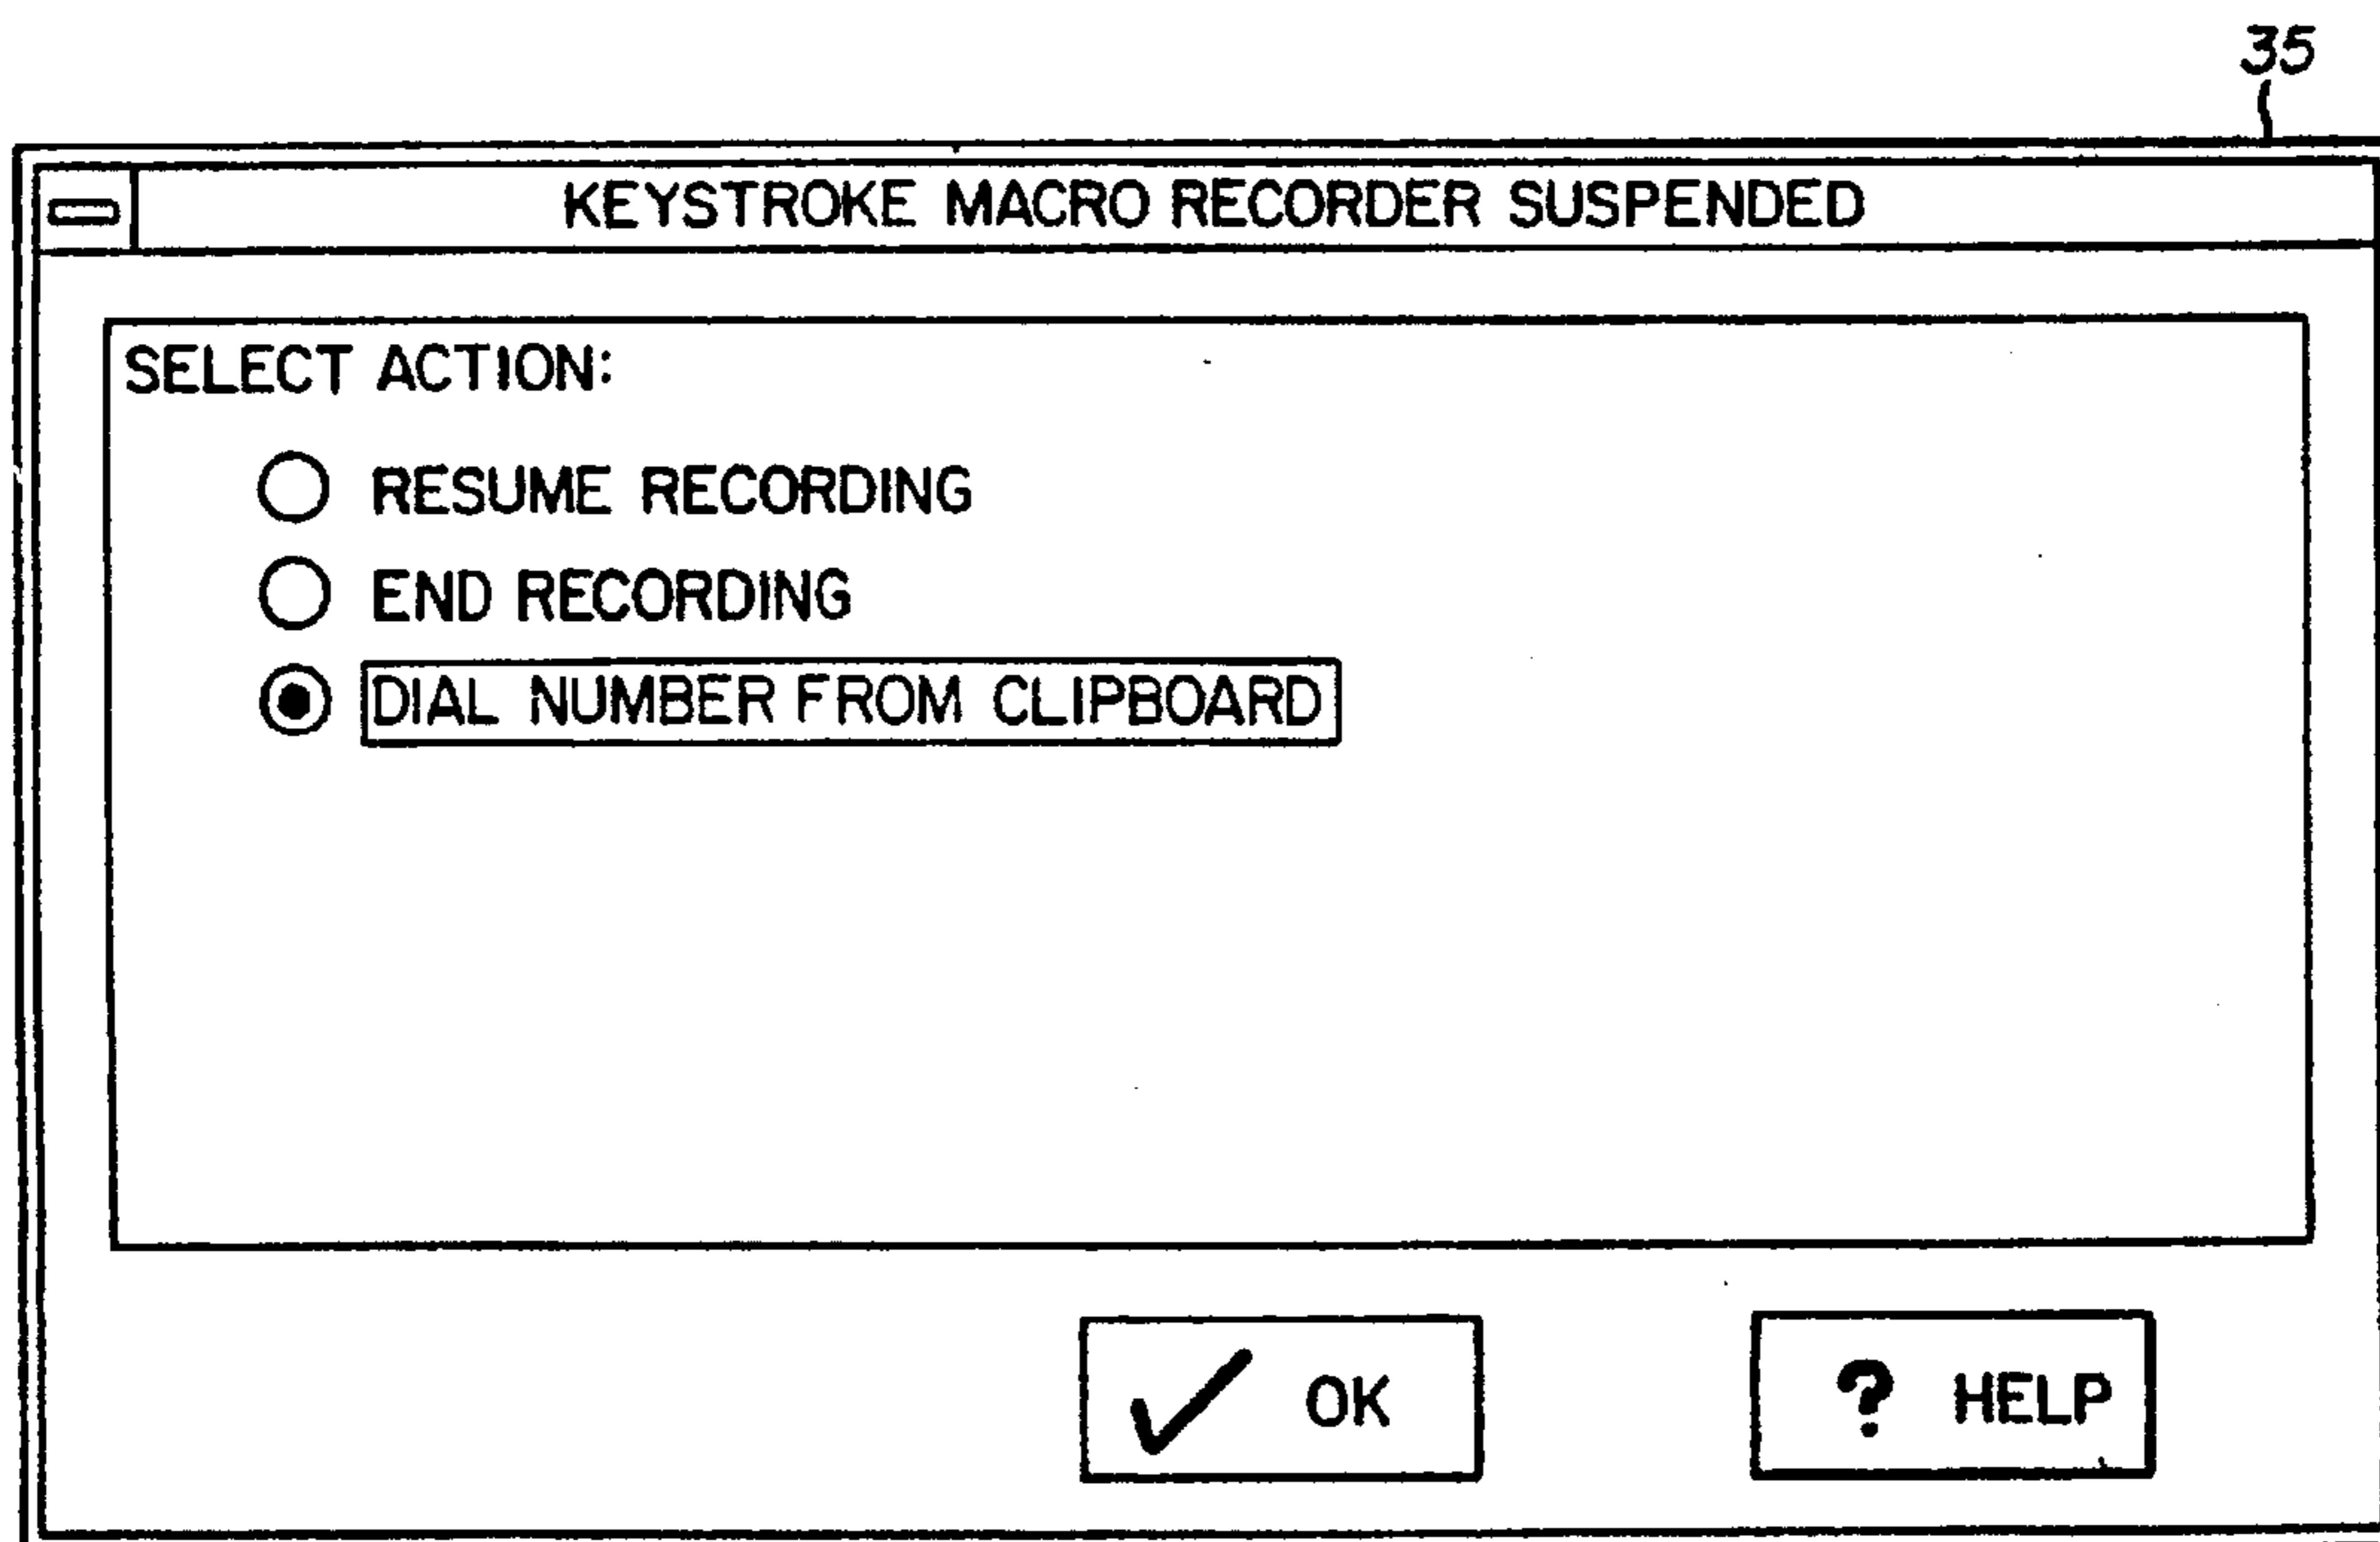 35
KEYSTROKE MACRO RECORDER SUSPENDED
SELECT ACTION:
RESUME RECORDING
END RECORDING
DIAL NUMBER FROM CLIPBOARD
OK
? HELP